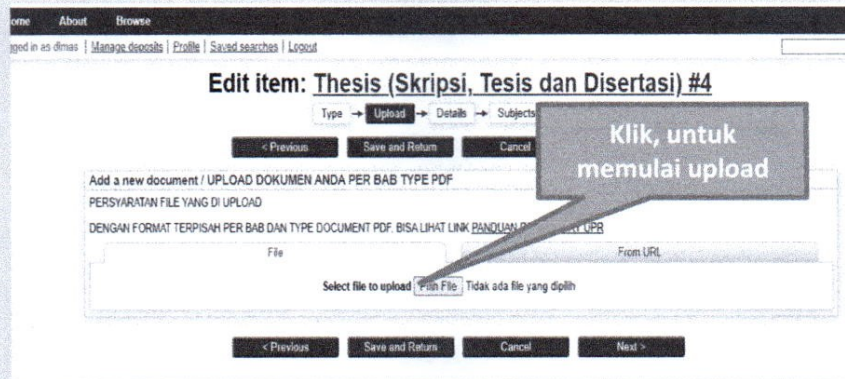 ome About Browse
gged in as dimas | Manage deposits | Profile | Saved searches | Logout
Edit item: Thesis (Skripsi, Tesis dan Disertasi) #4
Type → Upload → Details → Subjects
< Previous Save and Return Cancel
Klik, untuk
memulai upload
Add a new document / UPLOAD DOKUMEN ANDA PER BAB TYPE PDF
PERSYARATAN FILE YANG DI UPLOAD
DENGAN FORMAT TERPISAH PER BAB DAN TYPE DOCUMENT PDF, BISA LIHAT LINK PANDUAN UPR
File From URL
Select file to upload Pilih File Tidak ada file yang dipilih
< Previous Save and Return Cancel Next >